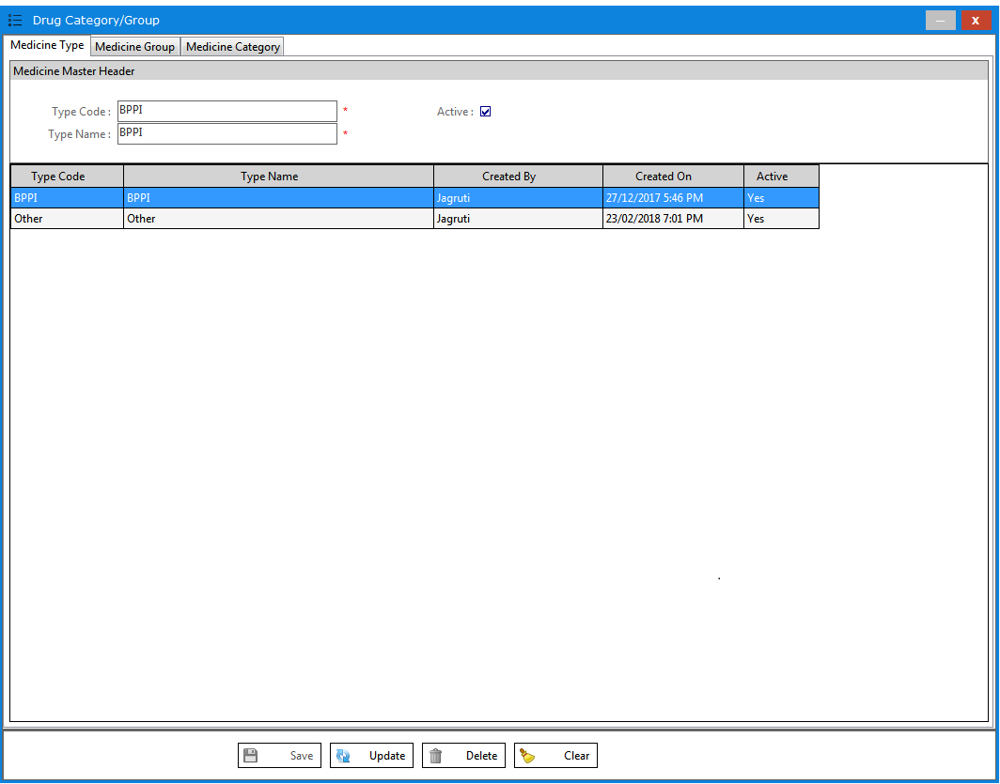 Drug Category/Group
Medicine Type Medicine Group Medicine Category
Medicine Master Header
Type Code : BPPI * Active :
Type Name : BPPI *
Type Code Type Name Created By Created On Active
BPPI BPPI Jagruti 27/12/2017 5:46 PM Yes
Other Other Jagruti 23/02/2018 7:01 PM Yes
Save Update Delete Clear